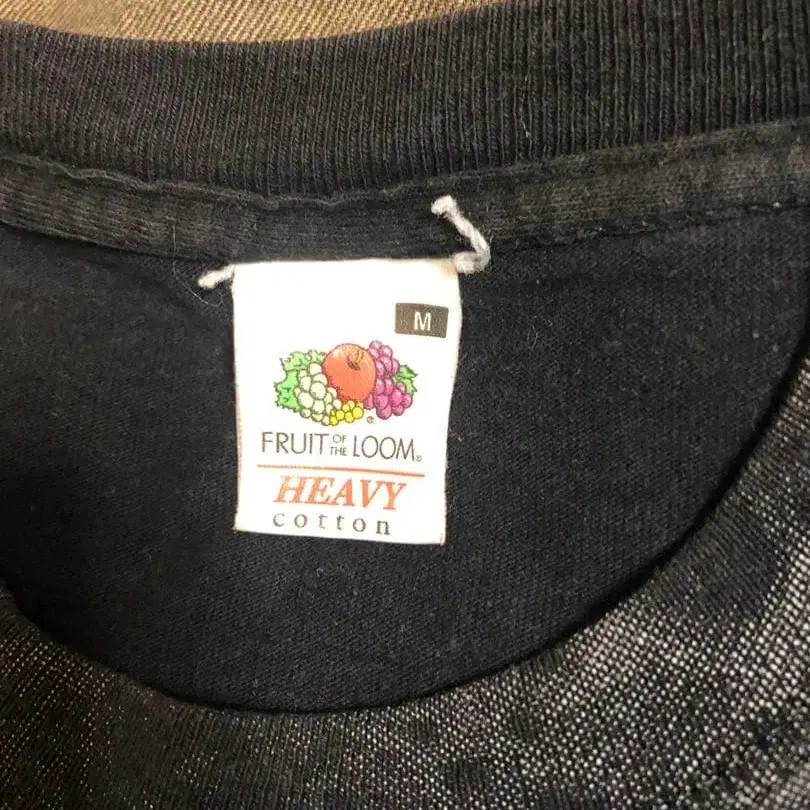 M
FRUIT OF THE LOOM®
HEAVY
cotton